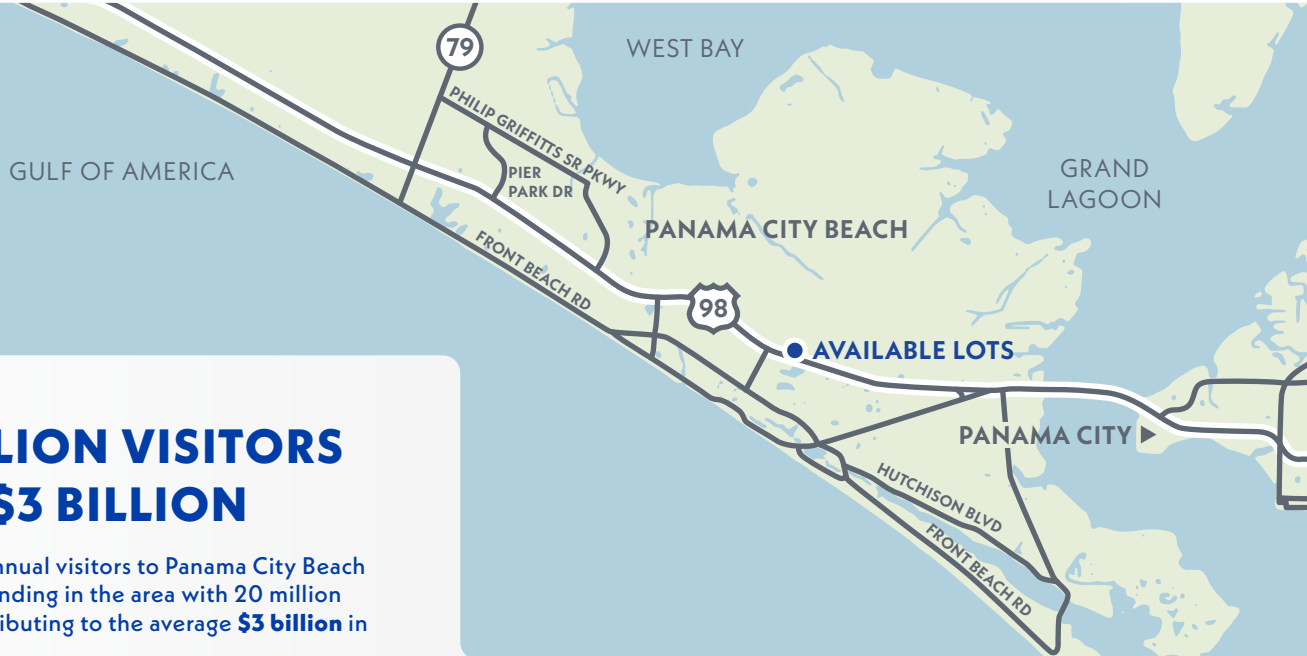 79
WEST BAY
PHILIP GRIFFITTS SR PKWY
GULF OF AMERICA
PIER
PARK DR
GRAND
LAGOON
PANAMA CITY BEACH
FRONT BEACH RD
98
AVAILABLE LOTS
PANAMA CITY
HUTCHISON BLVD
FRONT BEACH RD
LION VISITORS
$3 BILLION
nnual visitors to Panama City Beach
nding in the area with 20 million
ibuting to the average $3 billion in